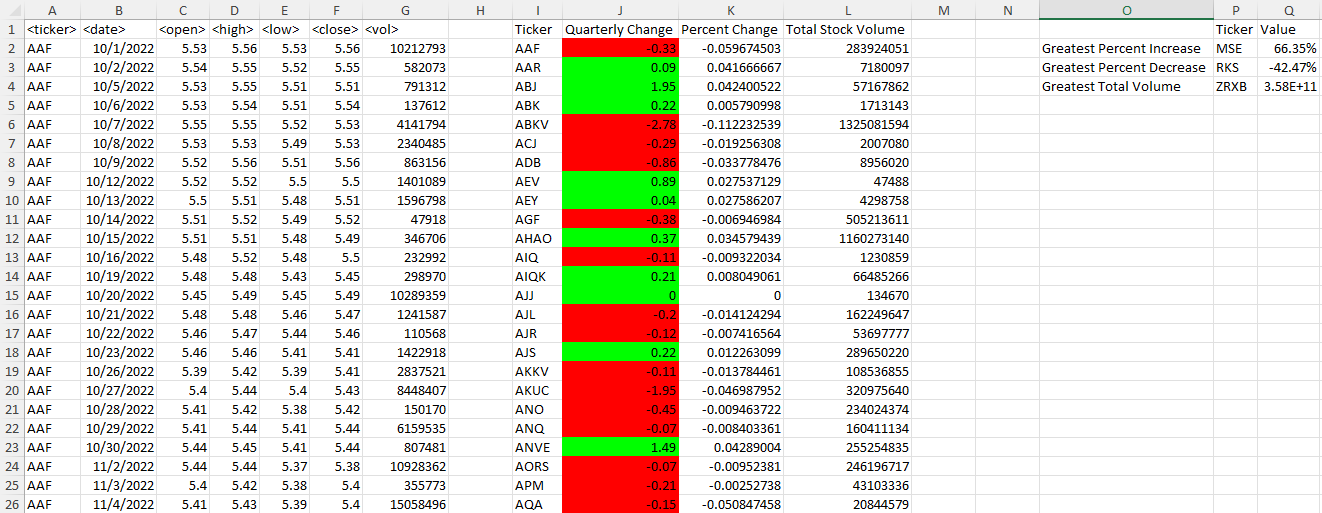 A B C D E F G H I J K L M N O P Q
1 <ticker> <date> <open> <high> <low> <close> <vol> Ticker Quarterly Change Percent Change Total Stock Volume Ticker Value
2 AAF 10/1/2022 5.53 5.56 5.53 5.56 10212793 AAF -0.33 -0.059674503 283924051 Greatest Percent Increase MSE 66.35%
3 AAF 10/2/2022 5.54 5.55 5.52 5.55 582073 AAR 0.09 0.041666667 7180097 Greatest Percent Decrease RKS -42.47%
4 AAF 10/5/2022 5.53 5.55 5.51 5.51 791312 ABJ 1.95 0.042400522 57167862 Greatest Total Volume ZRXB 3.58E+11
5 AAF 10/6/2022 5.53 5.54 5.51 5.54 137612 ABK 0.22 0.005790998 1713143
6 AAF 10/7/2022 5.55 5.55 5.52 5.53 4141794 ABKV -2.78 -0.112232539 1325081594
7 AAF 10/8/2022 5.53 5.53 5.49 5.53 2340485 ACJ -0.29 -0.019256308 2007080
8 AAF 10/9/2022 5.52 5.56 5.51 5.56 863156 ADB -0.86 -0.033778476 8956020
9 AAF 10/12/2022 5.52 5.52 5.5 5.5 1401089 AEV 0.89 0.027537129 47488
10 AAF 10/13/2022 5.5 5.51 5.48 5.51 1596798 AEY 0.04 0.027586207 4298758
11 AAF 10/14/2022 5.51 5.52 5.49 5.52 47918 AGF -0.38 -0.006946984 505213611
12 AAF 10/15/2022 5.51 5.51 5.48 5.49 346706 AHAO 0.37 0.034579439 1160273140
13 AAF 10/16/2022 5.48 5.52 5.48 5.5 232992 AIQ -0.11 -0.009322034 1230859
14 AAF 10/19/2022 5.48 5.48 5.43 5.45 298970 AIQK 0.21 0.008049061 66485266
15 AAF 10/20/2022 5.45 5.49 5.45 5.49 10289359 AJJ 0 0 134670
16 AAF 10/21/2022 5.48 5.48 5.46 5.47 1241587 AJL -0.2 -0.014124294 162249647
17 AAF 10/22/2022 5.46 5.47 5.44 5.46 110568 AJR -0.12 -0.007416564 53697777
18 AAF 10/23/2022 5.46 5.46 5.41 5.41 1422918 AJS 0.22 0.012263099 289650220
19 AAF 10/26/2022 5.39 5.42 5.39 5.41 2837521 AKKV -0.11 -0.013784461 108536855
20 AAF 10/27/2022 5.4 5.44 5.4 5.43 8448407 AKUC -1.95 -0.046987952 320975640
21 AAF 10/28/2022 5.41 5.42 5.38 5.42 150170 ANO -0.45 -0.009463722 234024374
22 AAF 10/29/2022 5.41 5.44 5.41 5.44 6159535 ANQ -0.07 -0.008403361 160411134
23 AAF 10/30/2022 5.44 5.45 5.41 5.44 807481 ANVE 1.49 0.04289004 255254835
24 AAF 11/2/2022 5.44 5.44 5.37 5.38 10928362 AORS -0.07 -0.00952381 246196717
25 AAF 11/3/2022 5.4 5.42 5.38 5.4 355773 APM -0.21 -0.00252738 43103336
26 AAF 11/4/2022 5.41 5.43 5.39 5.4 15058496 AQA -0.15 -0.050847458 20844579